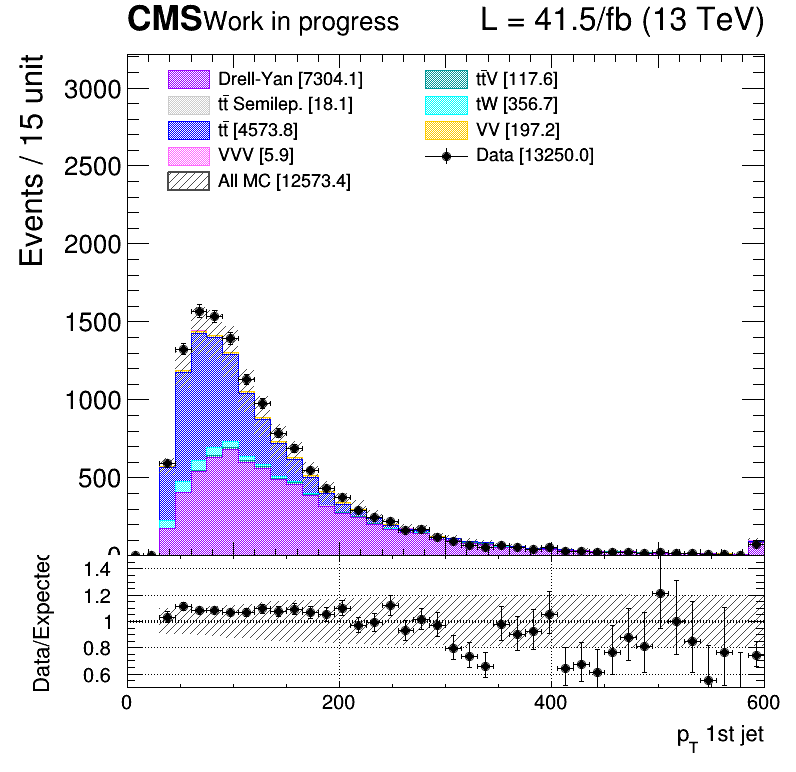 CMS Work in progress L = 41.5/fb (13 TeV)
Events / 15 unit
3000
2500
2000
1500
1000
500
0
Drell-Yan [7304.1]
tt̄ Semilep. [18.1]
tt̄ [4573.8]
VVV [5.9]
All MC [12573.4]
tt̄V [117.6]
tW [356.7]
VV [197.2]
Data [13250.0]
Data/Expected
1.4
1.2
1
0.8
0.6
0 200 400 600
p_T 1st jet